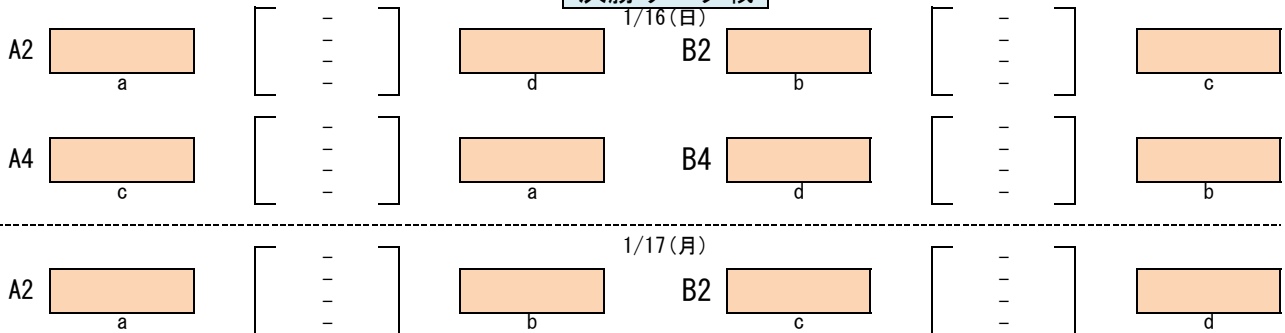 1/16(日)
A2 - B2 -
- -
- -
a - d b - c
A4 - B4 -
- -
- -
c - a d - b
1/17(月)
A2 - B2 -
- -
- -
a - b c - d